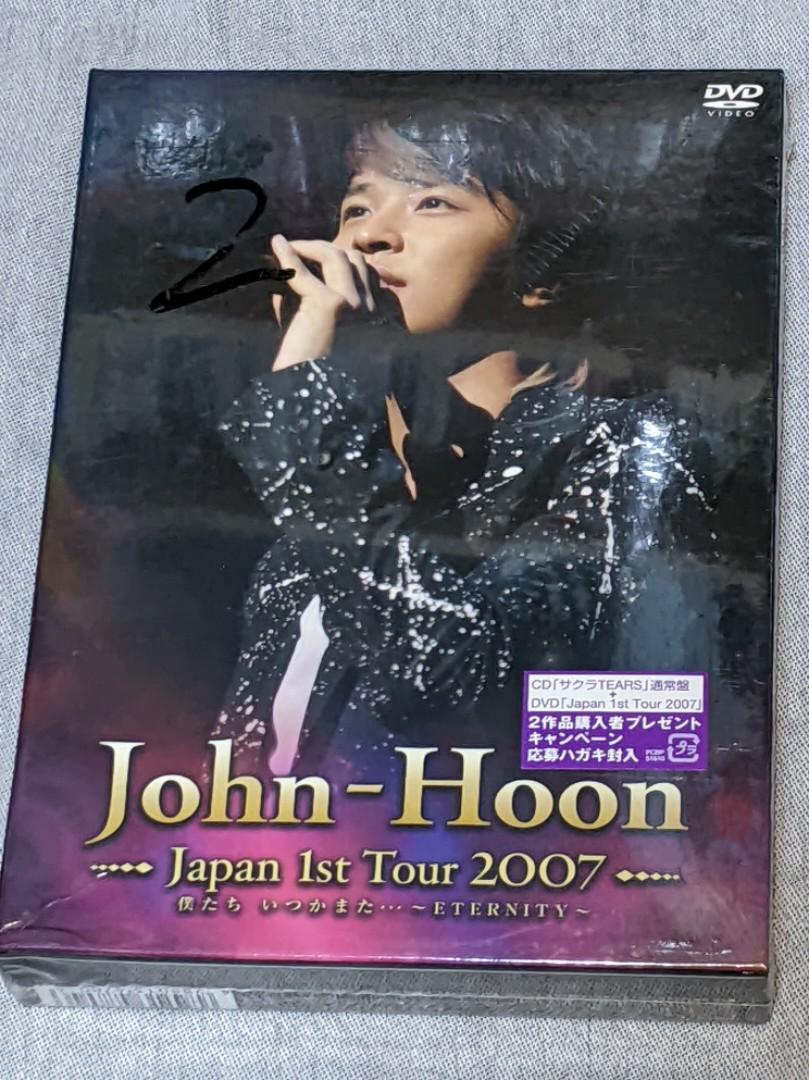 DVD
VIDEO
2
CD「サクラTEARS」通常盤
+
DVD「Japan 1st Tour 2007」
2作品購入者プレゼント
キャンペーン
応募ハガキ封入
プラ
John-Hoon
Japan 1st Tour 2007
僕たち いつかまた…～ETERNITY～